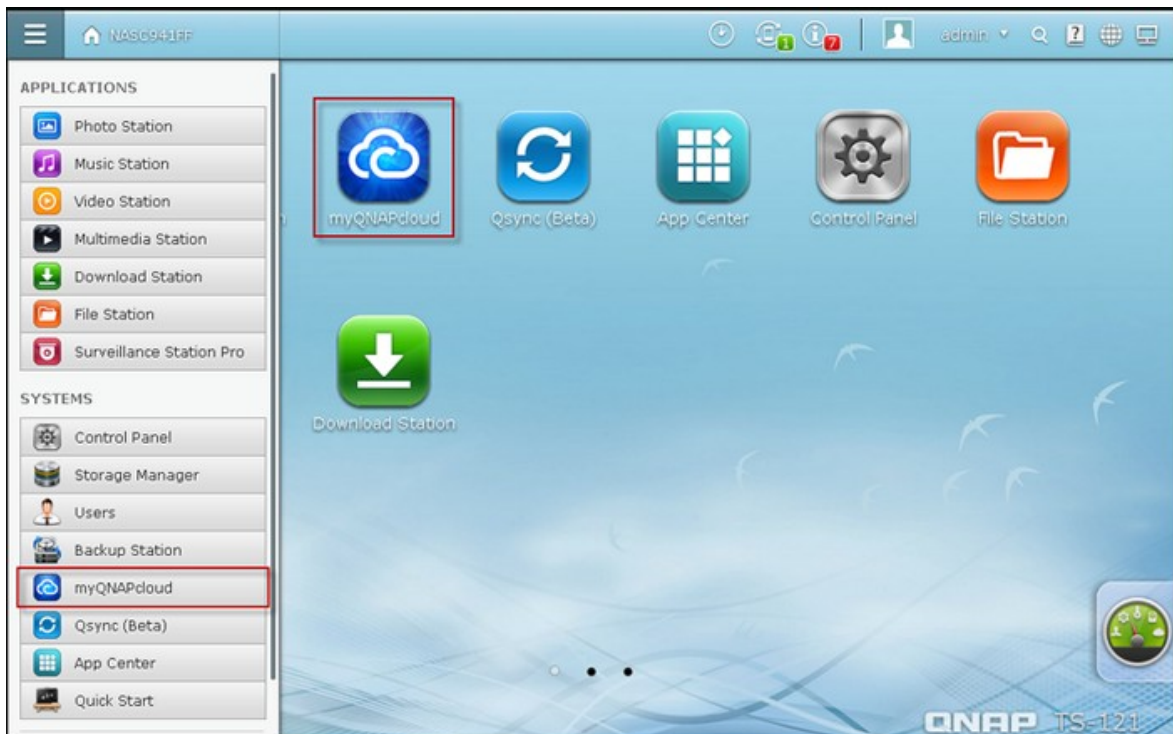 NASC941FF
1
7
admin
?
APPLICATIONS
Photo Station
Music Station
Video Station
Multimedia Station
Download Station
File Station
Surveillance Station Pro
SYSTEMS
Control Panel
Storage Manager
Users
Backup Station
myQNAPcloud
Qsync (Beta)
App Center
Quick Start
myQNAPcloud
Qsync (Beta)
App Center
Control Panel
File Station
Download Station
QNAP TS-121